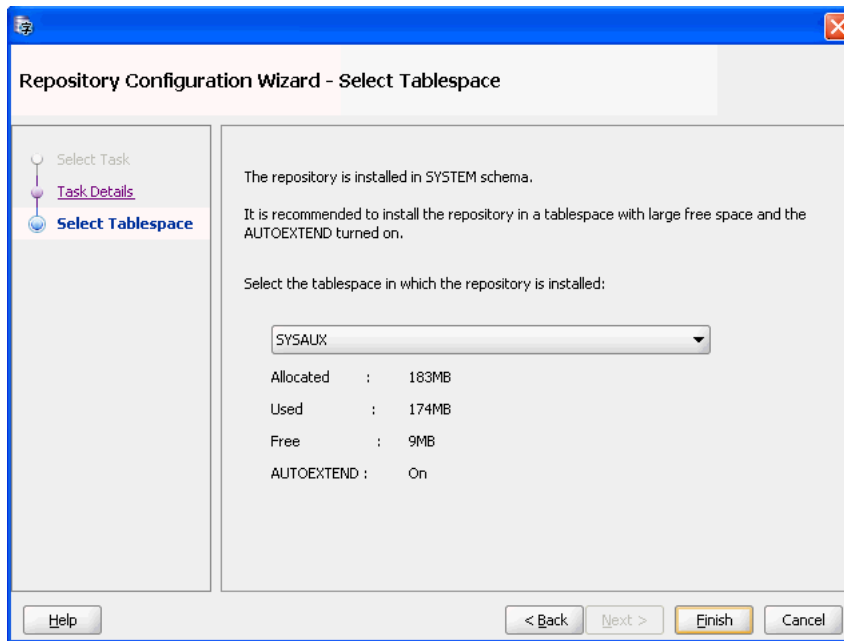 Repository Configuration Wizard - Select Tablespace
Select Task
Task Details
Select Tablespace
The repository is installed in SYSTEM schema.
It is recommended to install the repository in a tablespace with large free space and the
AUTOEXTEND turned on.
Select the tablespace in which the repository is installed:
SYSAUX
Allocated : 183MB
Used : 174MB
Free : 9MB
AUTOEXTEND : On
Help
< Back
Next >
Finish
Cancel